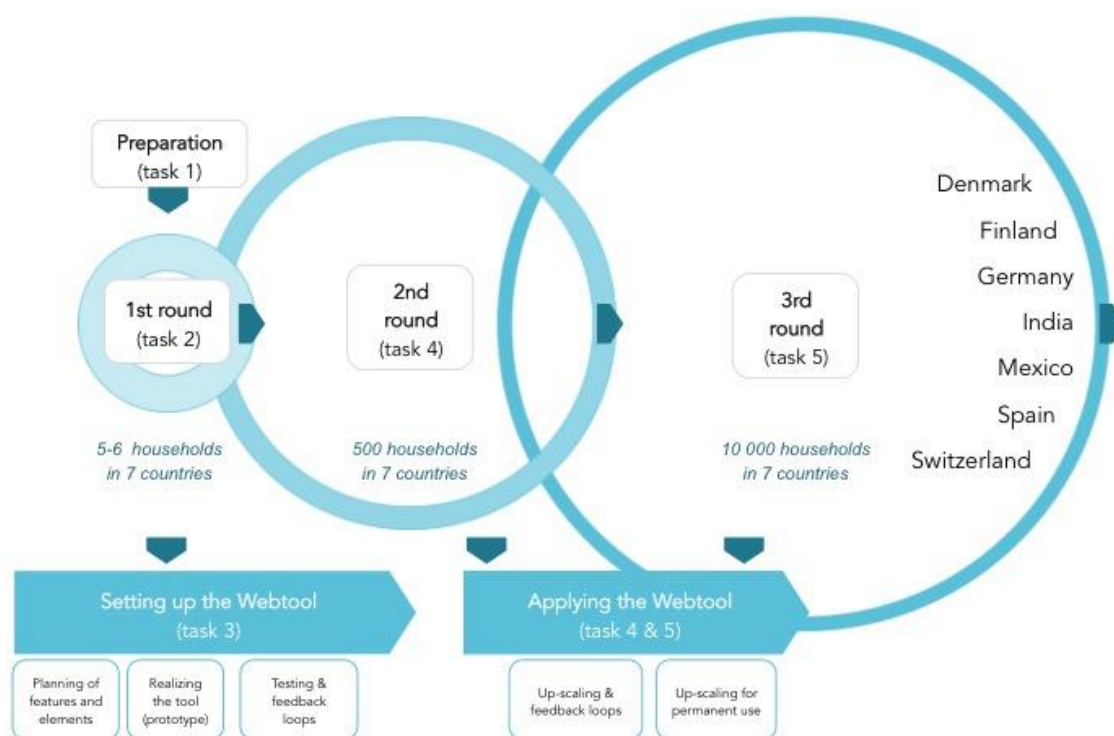 Preparation
(task 1)
1st round
(task 2)
5-6 households
in 7 countries
2nd
round
(task 4)
500 households
in 7 countries
3rd
round
(task 5)
10 000 households
in 7 countries
Denmark
Finland
Germany
India
Mexico
Spain
Switzerland
Setting up the Webtool
(task 3)
Planning of
features and
elements
Realizing
the tool
(prototype)
Testing &
feedback
loops
Applying the Webtool
(task 4 & 5)
Up-scaling &
feedback loops
Up-scaling for
permanent use